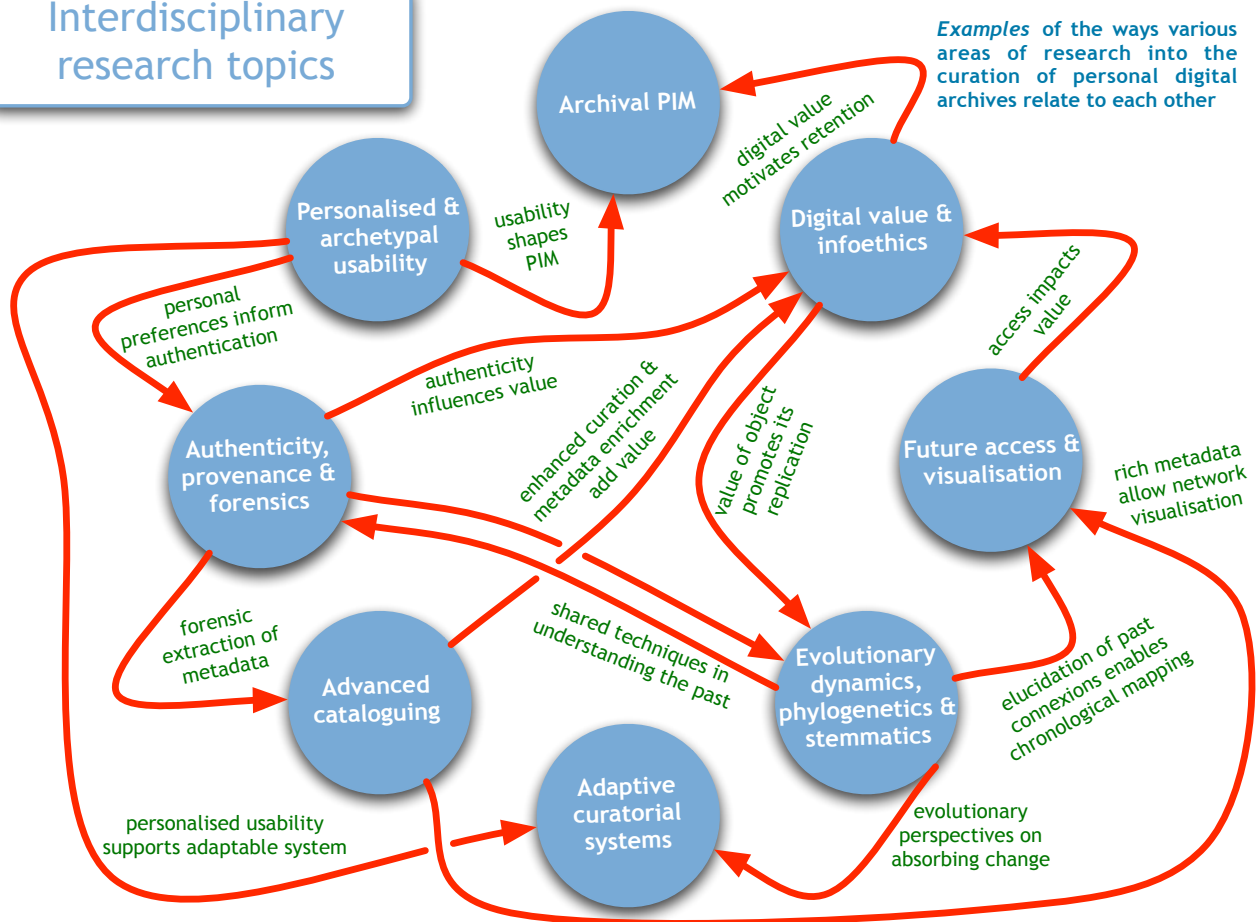 Interdisciplinary
research topics
Examples of the ways various
areas of research into the
curation of personal digital
archives relate to each other
Archival PIM
digital value
motivates retention
Personalised &
archetypal
usability
usability
shapes
PIM
Digital value &
infoethics
personal
preferences inform
authentication
access impacts
value
authenticity
influences value
enhanced curation &
metadata enrichment
add value
value of object
promotes its
replication
Authenticity,
provenance &
forensics
Future access &
visualisation
rich metadata
allow network
visualisation
forensic
extraction of
metadata
shared techniques in
understanding the past
Advanced
cataloguing
Evolutionary
dynamics,
phylogenetics &
stemmatics
elucidation of past
connexions enables
chronological mapping
Adaptive
curatorial
systems
personalised usability
supports adaptable system
evolutionary
perspectives on
absorbing change